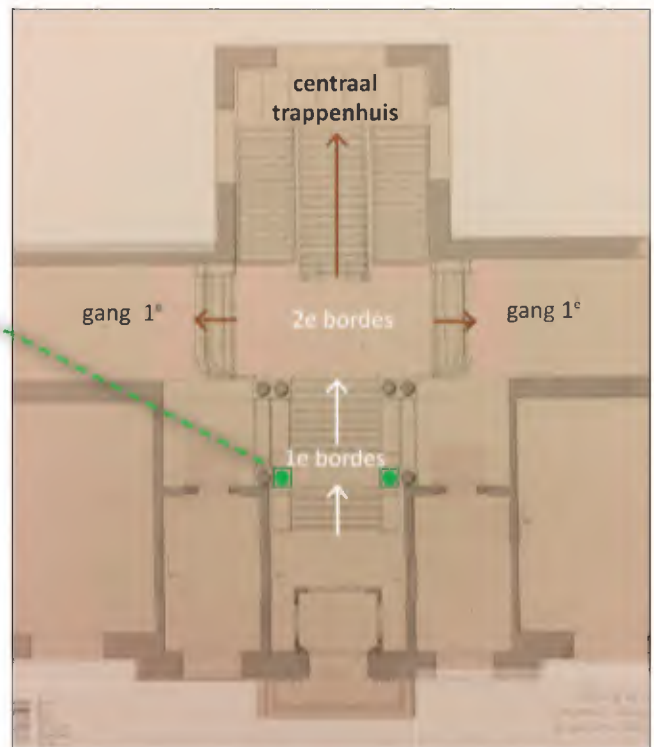 centraal
trappenhuis
gang 1e
2e bordes
gang 1e
1e bordes